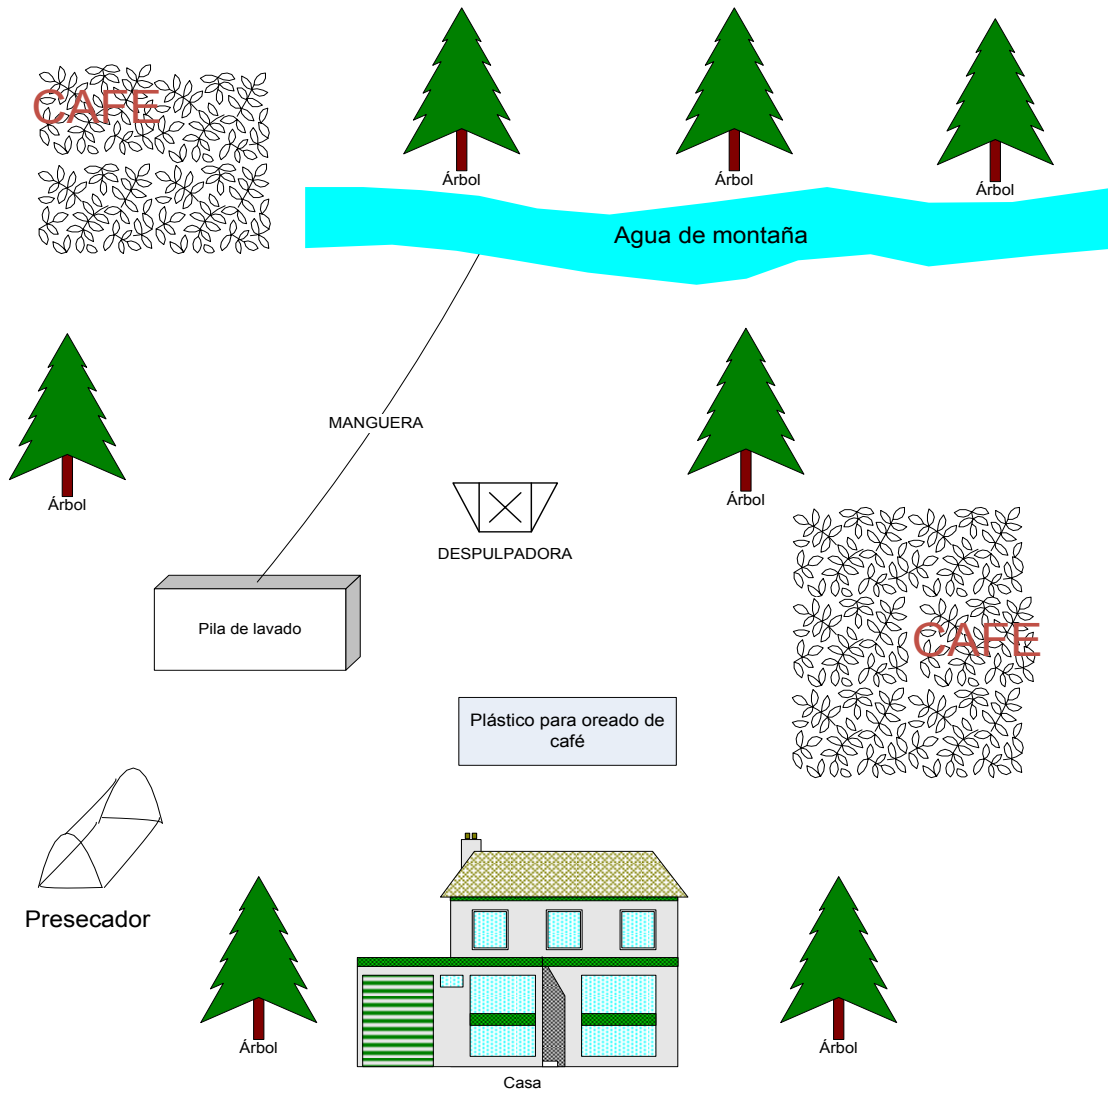 CAFE
Árbol
Árbol
Árbol
Agua de montaña
MANGUERA
Árbol
Árbol
DESPULPADORA
Pila de lavado
CAFE
Plástico para oreado de
café
Presecador
Árbol
Árbol
Casa